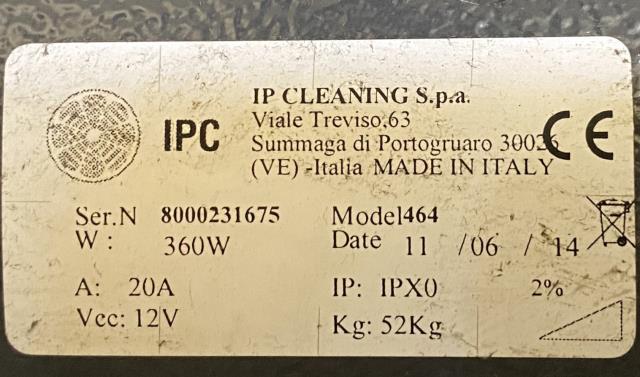 IPC
IP CLEANING S.p.a.
Viale Treviso,63
Summaga di Portogruaro 30026
(VE) -Italia MADE IN ITALY
CE
Ser.N 8000231675
Model464
W : 360W
Date 11 /06 / 14
A: 20A
IP: IPX0
2%
Vcc: 12V
Kg: 52Kg